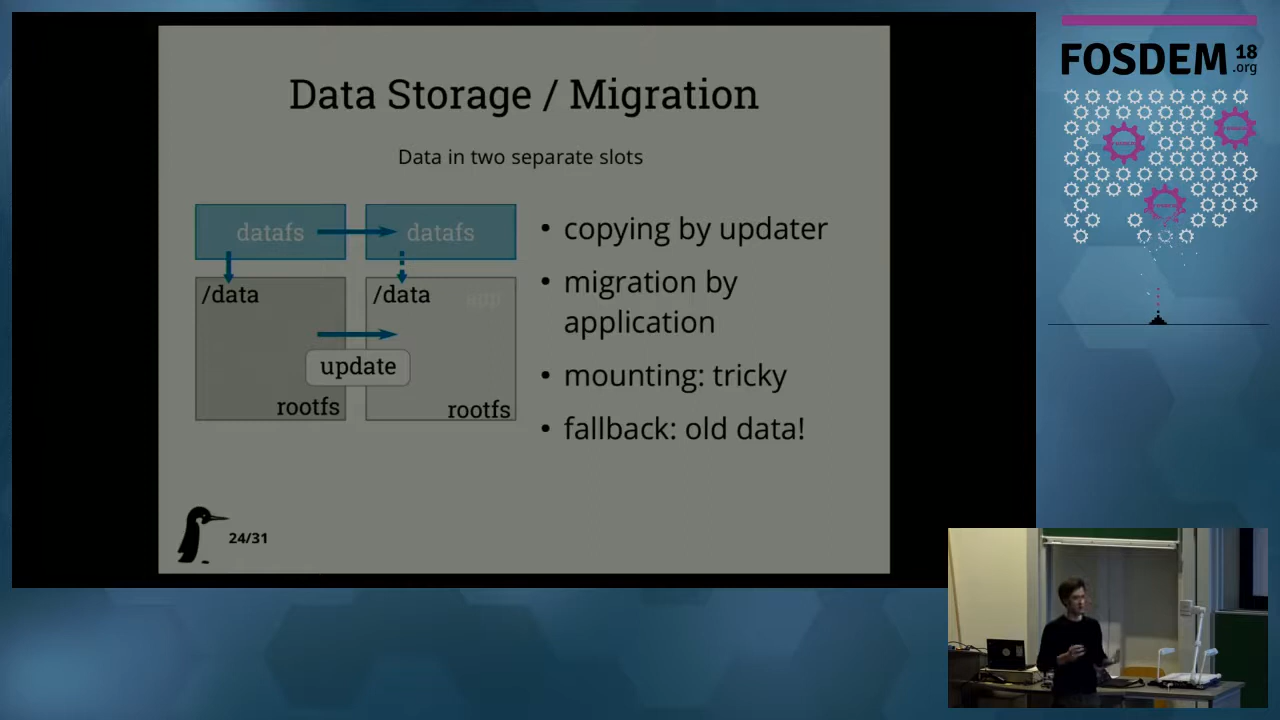 Data Storage / Migration
Data in two separate slots
datafs
datafs
/data
/data
app
update
rootfs
rootfs
• copying by updater
• migration by
application
• mounting: tricky
• fallback: old data!
24/31
FOSDEM 18
.org